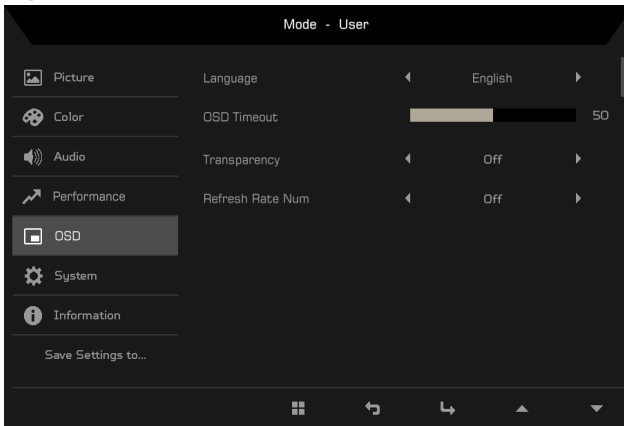 Mode - User
Picture
Language English
Color
OSD Timeout 50
Audio
Transparency Off
Performance
Refresh Rate Num Off
OSD
System
Information
Save Settings to...